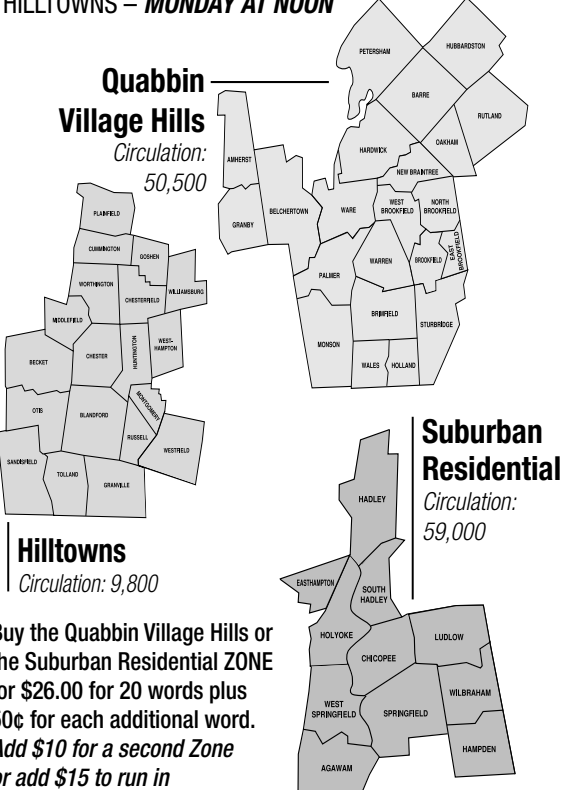 HILLTOWNS – MONDAY AT NOON
Quabbin
Village Hills
Circulation:
50,500
PETERSHAM
HUBBARDSTON
BARRE
RUTLAND
OAKHAM
HARDWICK
NEW BRAINTREE
AMHERST
BELCHERTOWN
GRANBY
WARE
WEST
BROOKFIELD
NORTH
BROOKFIELD
EAST
BROOKFIELD
BROOKFIELD
WARREN
PALMER
BRIMFIELD
STURBRIDGE
MONSON
WALES
HOLLAND
PLAINFIELD
CUMMINGTON
GOSHEN
WORTHINGTON
CHESTERFIELD
WILLIAMSBURG
MIDDLEFIELD
BECKET
CHESTER
HUNTINGTON
WEST-
HAMPTON
OTIS
BLANDFORD
MONTGOMERY
RUSSELL
WESTFIELD
SANDISFIELD
TOLLAND
GRANVILLE
Hilltowns
Circulation: 9,800
Suburban
Residential
Circulation:
59,000
HADLEY
EASTHAMPTON
SOUTH
HADLEY
HOLYOKE
CHICOPEE
LUDLOW
WEST
SPRINGFIELD
SPRINGFIELD
WILBRAHAM
HAMPDEN
AGAWAM
Buy the Quabbin Village Hills or
the Suburban Residential ZONE
for $26.00 for 20 words plus
50¢ for each additional word.
Add $10 for a second Zone
or add $15 to run in